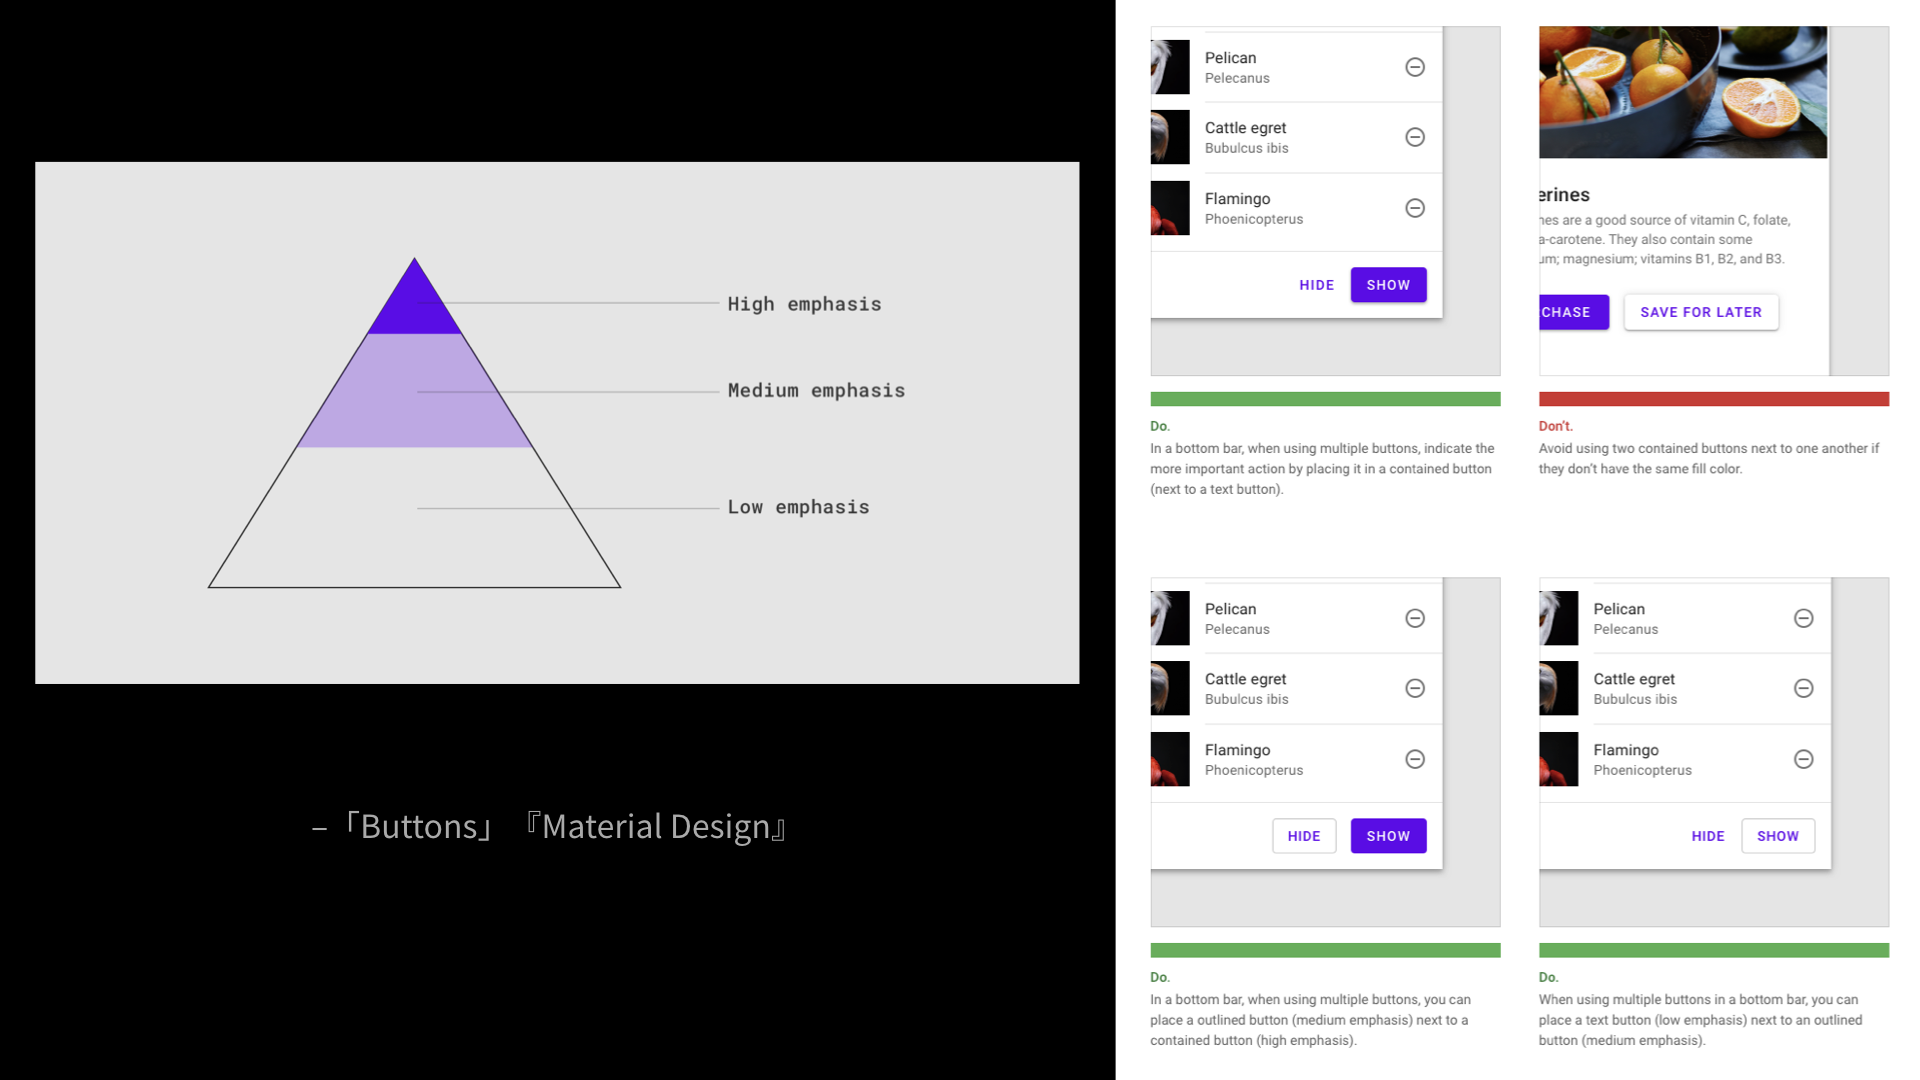 High emphasis
Medium emphasis
Low emphasis
–「Buttons」『Material Design』
Pelican
Pelecanus
Cattle egret
Bubulcus ibis
Flamingo
Phoenicopterus
HIDE SHOW
Do.
In a bottom bar, when using multiple buttons, indicate the
more important action by placing it in a contained button
(next to a text button).
erines
nes are a good source of vitamin C, folate,
a-carotene. They also contain some
um; magnesium; vitamins B1, B2, and B3.
CHASE SAVE FOR LATER
Don't.
Avoid using two contained buttons next to one another if
they don't have the same fill color.
Pelican
Pelecanus
Cattle egret
Bubulcus ibis
Flamingo
Phoenicopterus
HIDE SHOW
Do.
In a bottom bar, when using multiple buttons, you can
place a outlined button (medium emphasis) next to a
contained button (high emphasis).
Pelican
Pelecanus
Cattle egret
Bubulcus ibis
Flamingo
Phoenicopterus
HIDE SHOW
Do.
When using multiple buttons in a bottom bar, you can
place a text button (low emphasis) next to an outlined
button (medium emphasis).